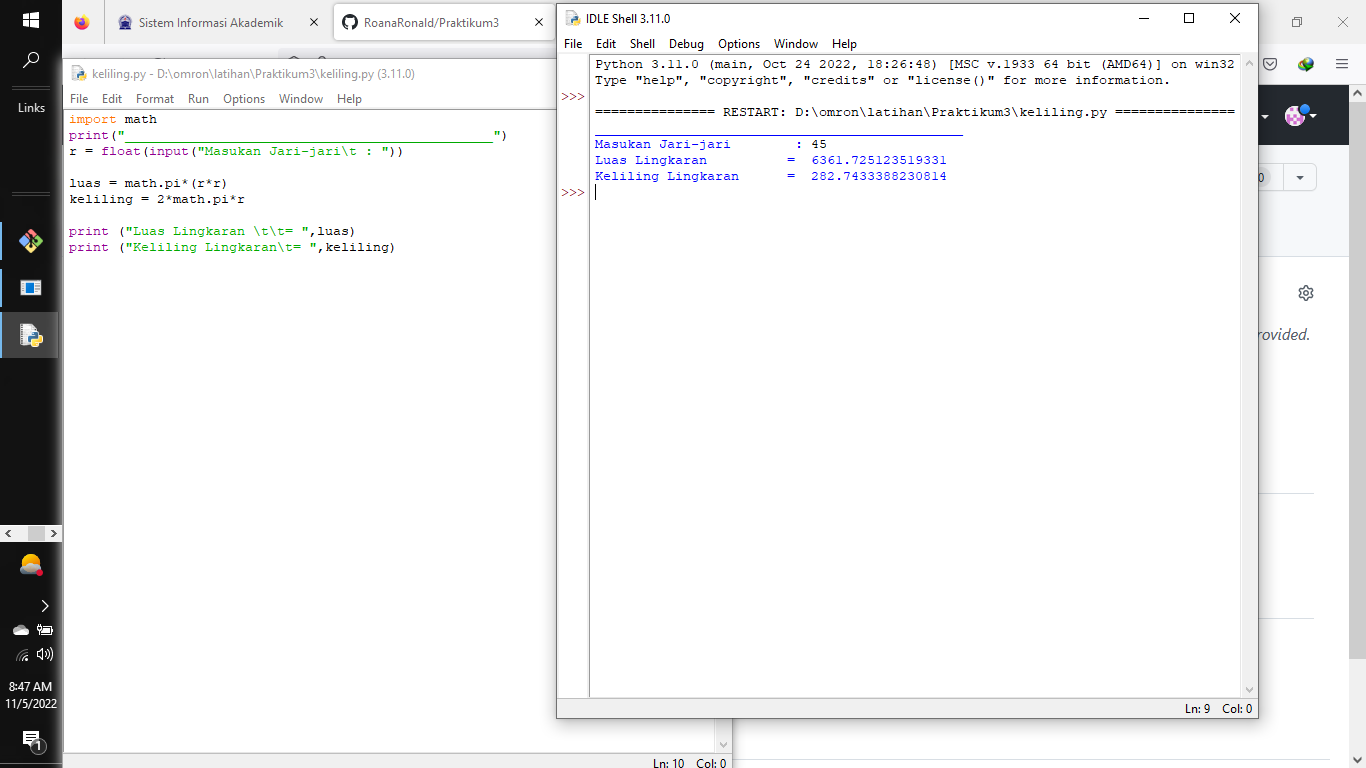 Sistem Informasi Akademik
RoanaRonald/Praktikum3
IDLE Shell 3.11.0
File Edit Shell Debug Options Window Help
Python 3.11.0 (main, Oct 24 2022, 18:26:48) [MSC v.1933 64 bit (AMD64)] on win32
Type "help", "copyright", "credits" or "license()" for more information.
>>>
=============== RESTART: D:\omron\latihan\Praktikum3\keliling.py ===============
______________________________________________
Masukan Jari-jari : 45
Luas Lingkaran = 6361.725123519331
Keliling Lingkaran = 282.7433388230814
>>>
Ln: 9 Col: 0
keliling.py - D:\omron\latihan\Praktikum3\keliling.py (3.11.0)
File Edit Format Run Options Window Help
import math
print("______________________________________________")
r = float(input("Masukan Jari-jari\t : "))
luas = math.pi*(r*r)
keliling = 2*math.pi*r
print ("Luas Lingkaran \t\t= ",luas)
print ("Keliling Lingkaran\t= ",keliling)
Ln: 10 Col: 0
Links
8:47 AM
11/5/2022
1
0